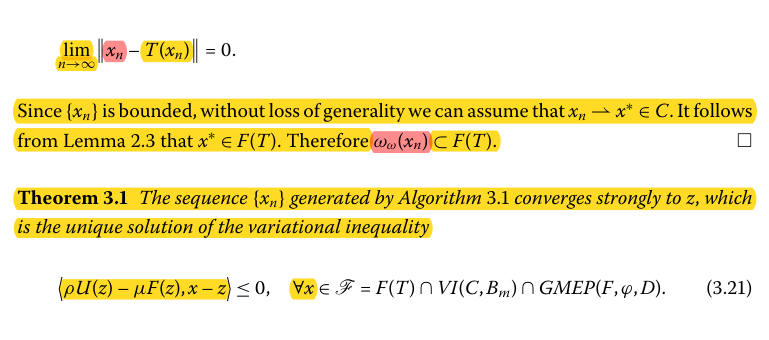 lim n→∞ ‖x_n – T(x_n)‖ = 0.
Since {x_n} is bounded, without loss of generality we can assume that x_n ⇀ x* ∈ C. It follows
from Lemma 2.3 that x* ∈ F(T). Therefore ω_ω(x_n) ⊂ F(T). □
Theorem 3.1 The sequence {x_n} generated by Algorithm 3.1 converges strongly to z, which
is the unique solution of the variational inequality
⟨ρU(z) – μF(z), x – z⟩ ≤ 0, ∀x ∈ ℱ = F(T) ∩ VI(C, B_m) ∩ GMEP(F, φ, D). (3.21)